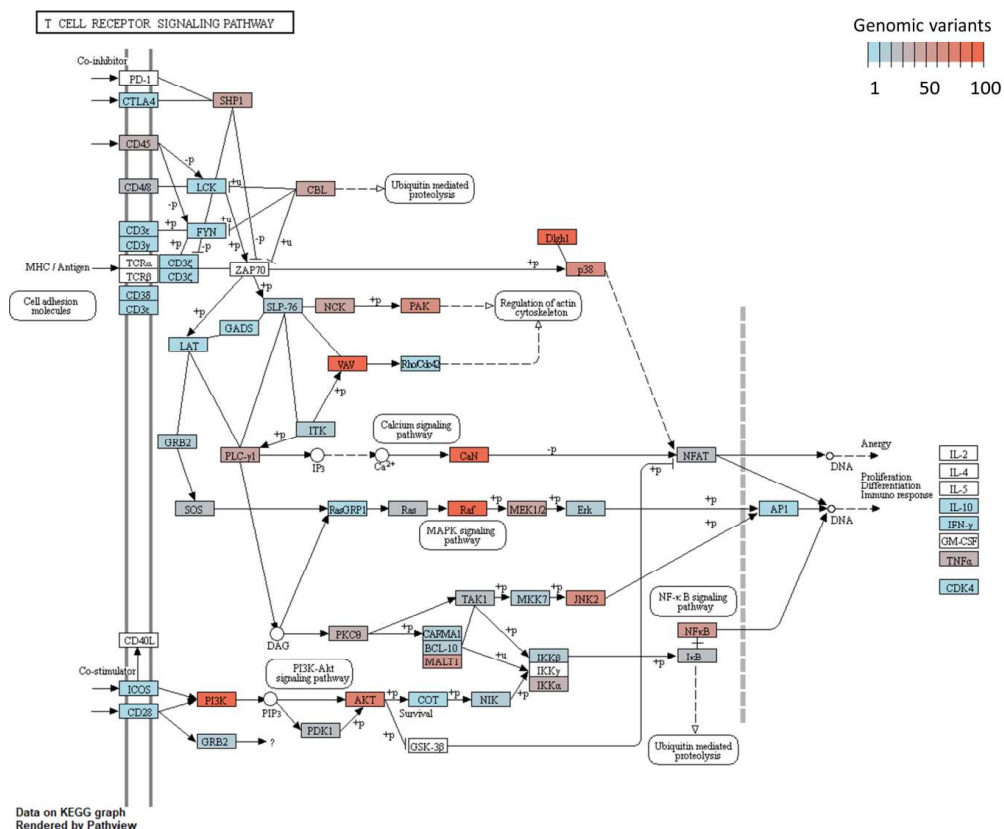 T CELL RECEPTOR SIGNALING PATHWAY
Genomic variants
1 50 100
Co-inhibitor
PD-1
CTLA4
SHP1
CD45
-p
CD4/8
LCK
+u
CBL
Ubiquitin mediated
proteolysis
-p
+u
CD3ε
+p
FYN
CD3γ
+p
-p
+p
-p
+u
Dlgh1
MHC / Antigen
TCRα
CD3ζ
ZAP70
+p
p38
TCRβ
CD3ζ
Cell adhesion
molecules
CD3δ
CD3ε
+p
+p
SLP-76
NCK
+p
PAK
Regulation of actin
cytoskeleton
GADS
LAT
VAV
Rho/Cdc42
+p
ITK
GRB2
+p
Calcium signaling
pathway
PLC-γ1
IP3
Ca2+
CaN
-p
NFAT
+p
DNA
Anergy
Proliferation
Differentiation
Immuno response
IL-2
IL-4
IL-5
IL-10
IFN-γ
GM-CSF
TNFα
CDK4
SOS
RasGRP1
Ras
Raf
+p
MEK1/2
+p
Erk
+p
AP1
DNA
MAPK signaling
pathway
+p
TAK1
+p
MKK7
+p
JNK2
NF-κB signaling
pathway
DAG
PKCθ
+p
CARMA1
BCL-10
MALT1
+p
+u
NFκB
IKKβ
IKKγ
IKKα
+p
IκB
CD40L
Co-stimulator
PI3K-Akt
signaling pathway
ICOS
CD28
PI3K
PIP3
AKT
+p
COT
+p
NIK
+p
Survival
PDK1
+p
+p
GRB2
?
GSK-3β
Ubiquitin mediated
proteolysis
Data on KEGG graph
Rendered by Pathview